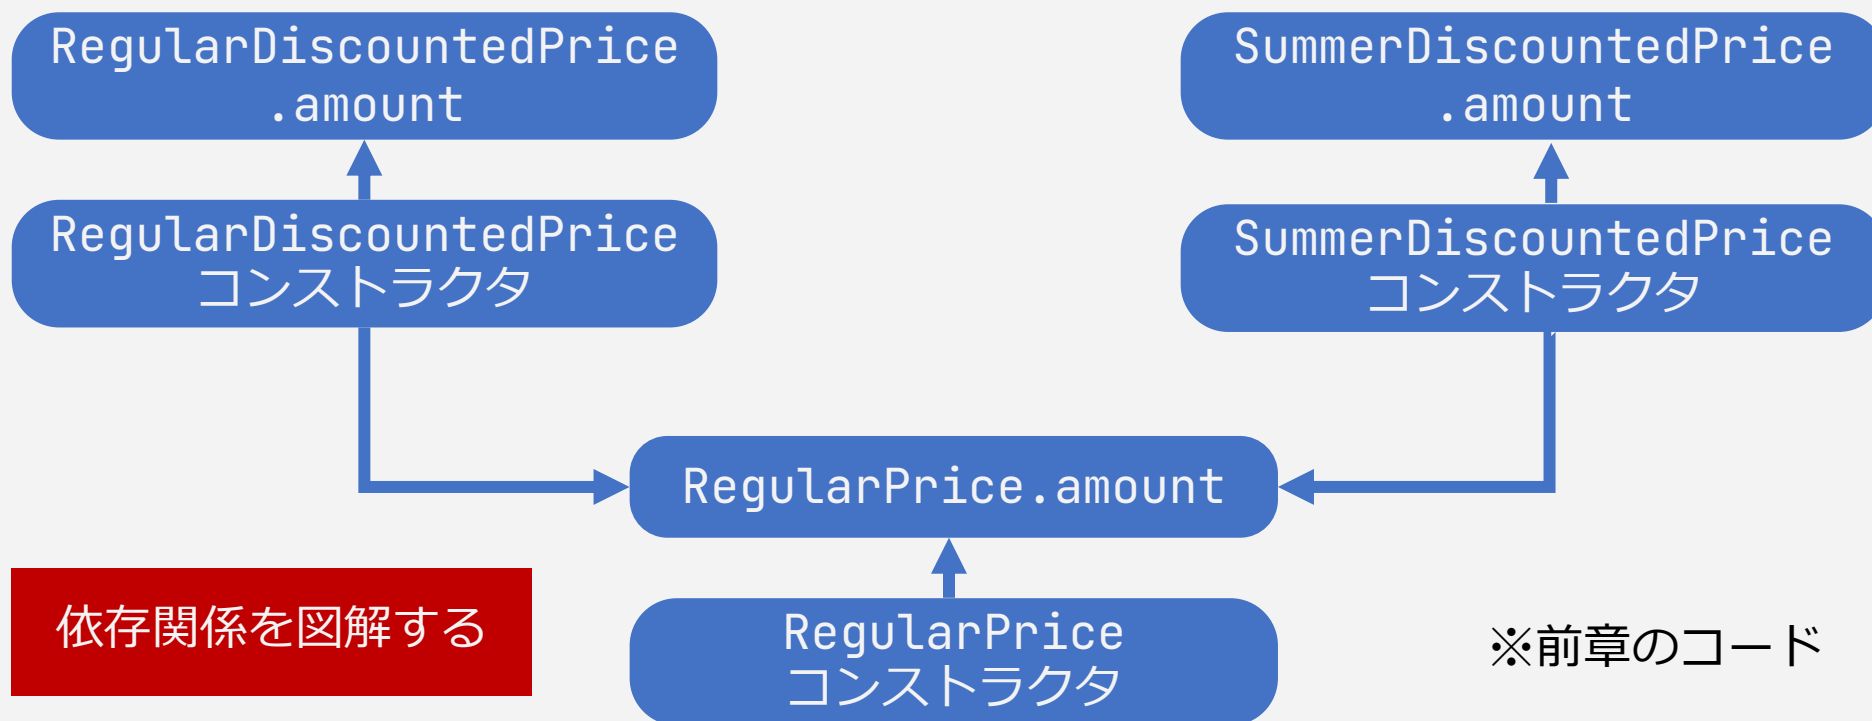 RegularDiscountedPrice
.amount
SummerDiscountedPrice
.amount
RegularDiscountedPrice
コンストラクタ
SummerDiscountedPrice
コンストラクタ
RegularPrice.amount
依存関係を図解する
RegularPrice
コンストラクタ
※前章のコード